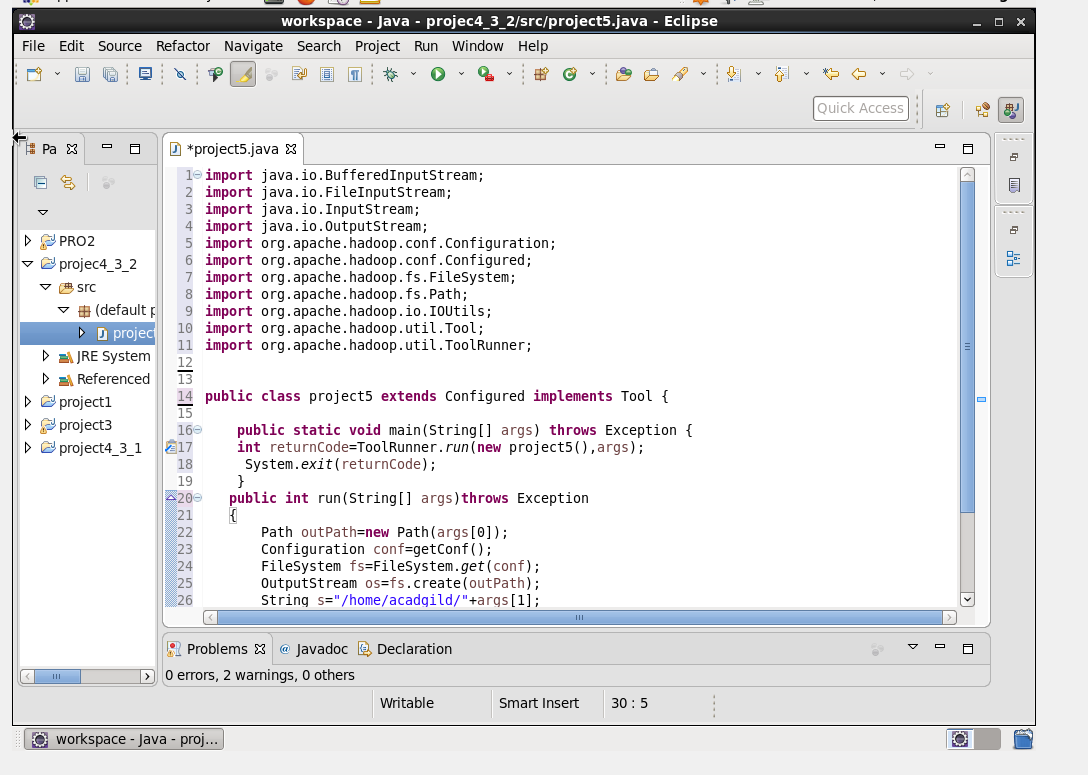 workspace - Java - projec4_3_2/src/project5.java - Eclipse
File Edit Source Refactor Navigate Search Project Run Window Help
Quick Access
Pa
*project5.java
PRO2
projec4_3_2
src
(default p
project
JRE System
Referenced
project1
project3
project4_3_1
1 import java.io.BufferedInputStream;
2 import java.io.FileInputStream;
3 import java.io.InputStream;
4 import java.io.OutputStream;
5 import org.apache.hadoop.conf.Configuration;
6 import org.apache.hadoop.conf.Configured;
7 import org.apache.hadoop.fs.FileSystem;
8 import org.apache.hadoop.fs.Path;
9 import org.apache.hadoop.io.IOUtils;
10 import org.apache.hadoop.util.Tool;
11 import org.apache.hadoop.util.ToolRunner;
12
13
14 public class project5 extends Configured implements Tool {
15
16 public static void main(String[] args) throws Exception {
17 int returnCode=ToolRunner.run(new project5(),args);
18 System.exit(returnCode);
19 }
20 public int run(String[] args)throws Exception
21 {
22 Path outPath=new Path(args[0]);
23 Configuration conf=getConf();
24 FileSystem fs=FileSystem.get(conf);
25 OutputStream os=fs.create(outPath);
26 String s="/home/acadgild/"+args[1];
Problems @ Javadoc Declaration
0 errors, 2 warnings, 0 others
Writable Smart Insert 30 : 5
workspace - Java - proj...